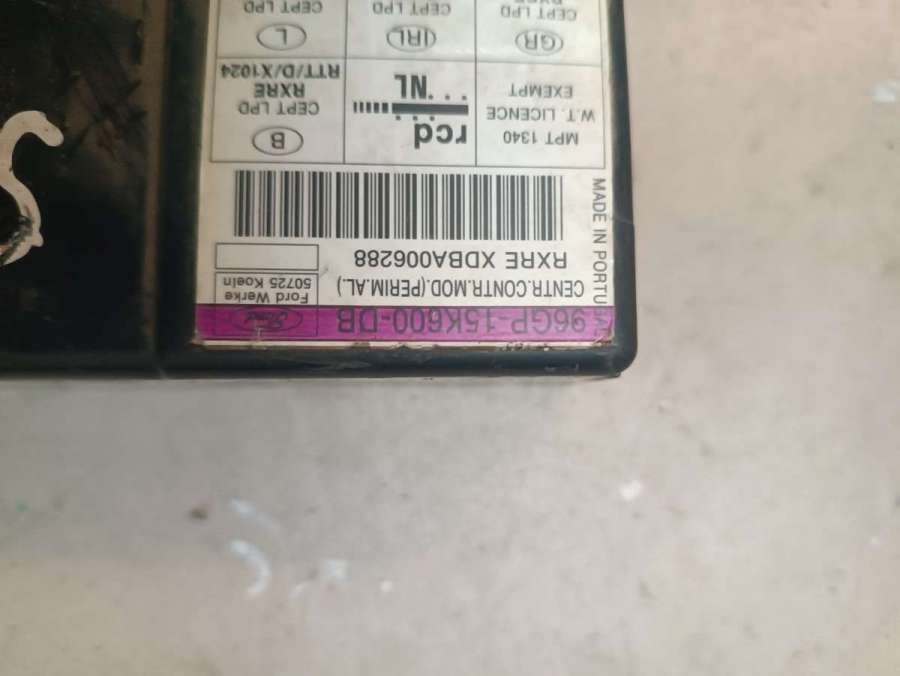 96GP-15K600-DB
Ford
CENTR.CONTR.MOD.(PERIM.AL.)
Ford Werke
50725 Koeln
RXRE XDBA006288
MADE IN PORTU
MPT 1340
W.T. LICENCE
EXEMPT
rcd
NL
B
CEPT LPD
RXRE
RTT/D/X1024
GR
CEPT LPD
IRL
CEPT LPD
L
CEPT LPD